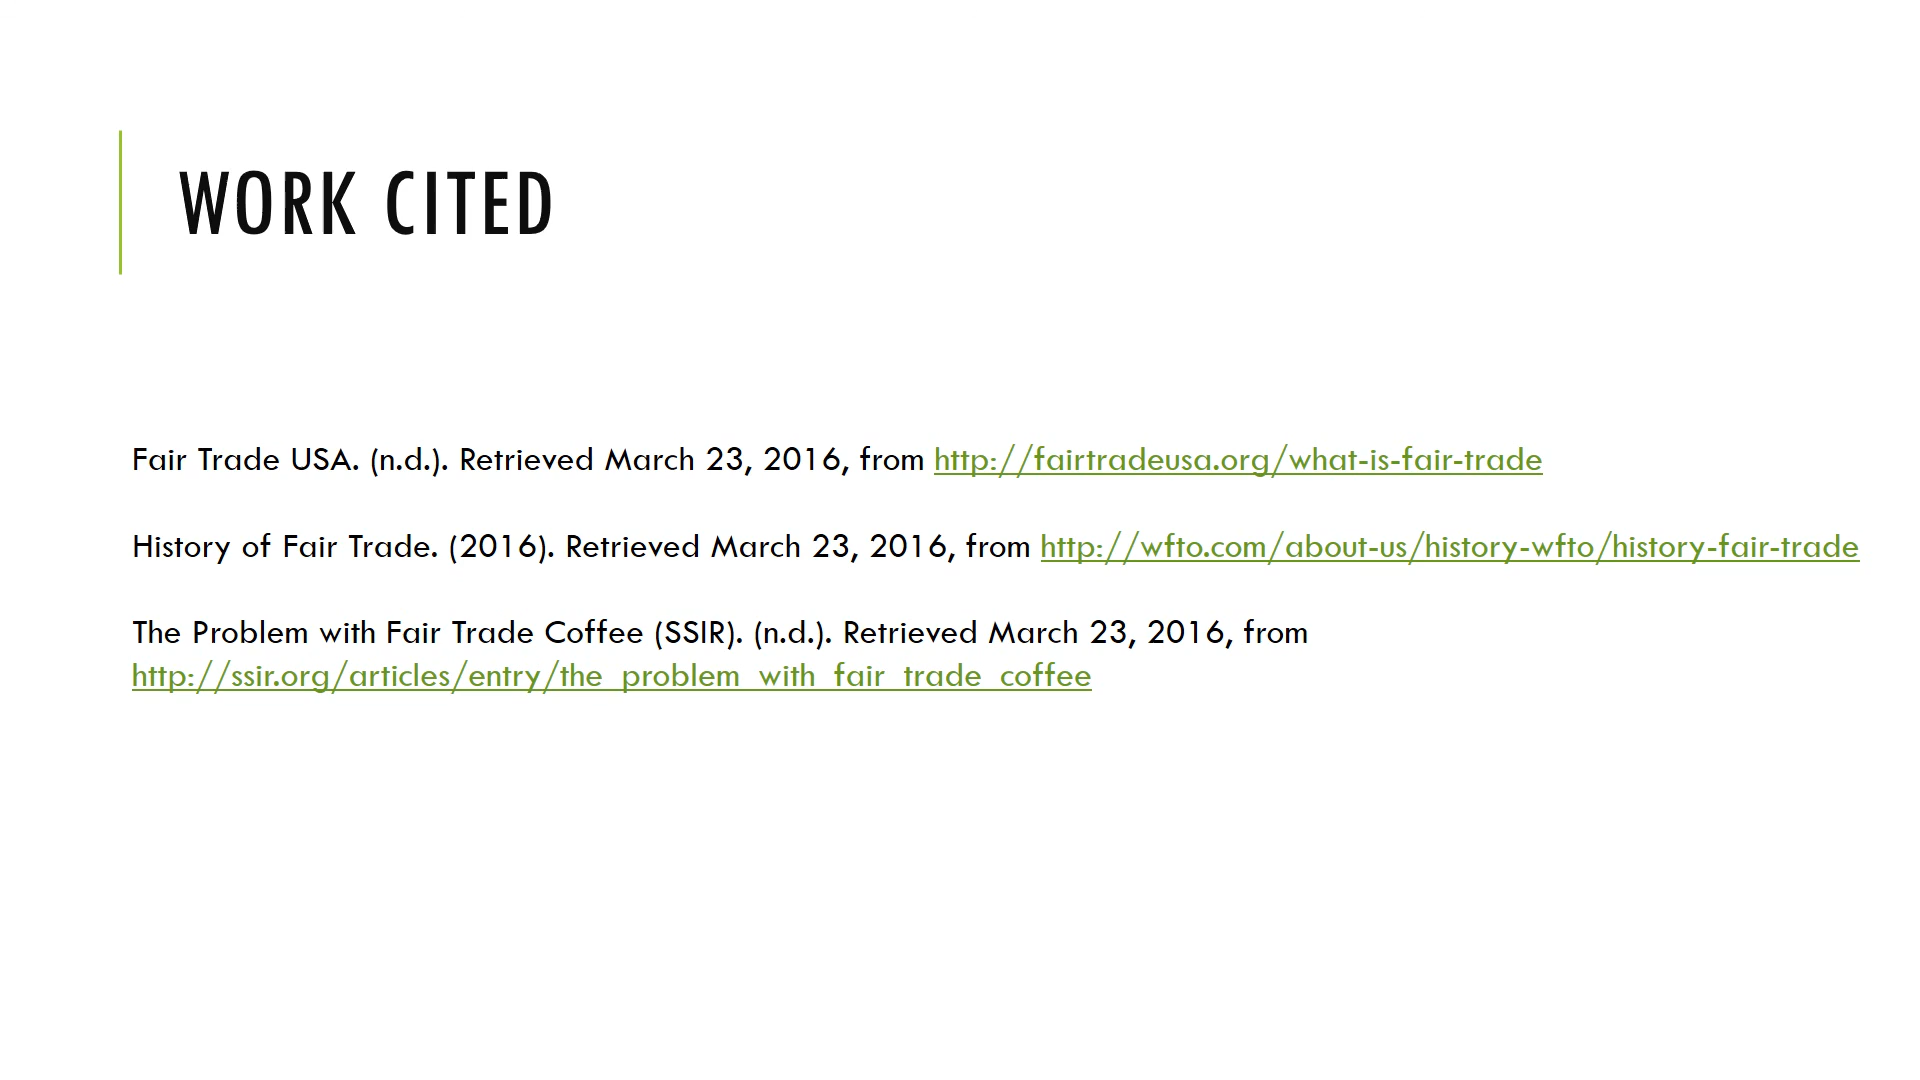 WORK CITED
Fair Trade USA. (n.d.). Retrieved March 23, 2016, from http://fairtradeusa.org/what-is-fair-trade
History of Fair Trade. (2016). Retrieved March 23, 2016, from http://wfto.com/about-us/history-wfto/history-fair-trade
The Problem with Fair Trade Coffee (SSIR). (n.d.). Retrieved March 23, 2016, from
http://ssir.org/articles/entry/the_problem_with_fair_trade_coffee